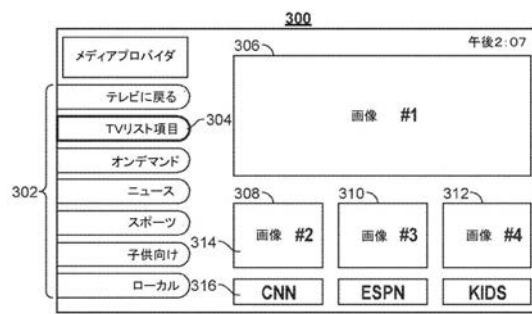 300
306
午後2:07
メディアプロバイダ
画像 #1
テレビに戻る
TVリスト項目
304
オンデマンド
302
ニュース
308
310
312
スポーツ
画像 #2
画像 #3
画像 #4
314
子供向け
ローカル
316
CNN
ESPN
KIDS